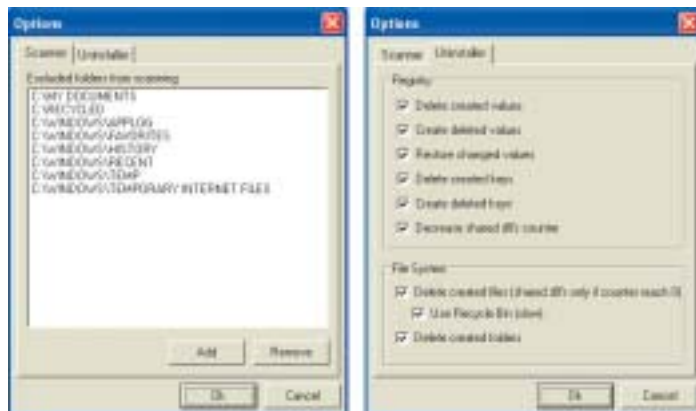 Options
Scanner Uninstaller
Excluded folders from scanning
C:\MY DOCUMENTS
C:\RECYCLED
C:\WINDOWS\APPLOG
C:\WINDOWS\FAVORITES
C:\WINDOWS\HISTORY
C:\WINDOWS\RECENT
C:\WINDOWS\TEMP
C:\WINDOWS\TEMPORARY INTERNET FILES
Add Remove
Ok Cancel
Options
Scanner Uninstaller
Registry
Delete created values
Create deleted values
Restore changed values
Delete created keys
Create deleted keys
Decrease shared dll's counter
File System
Delete created files (shared dll's only if counter reach 0)
Use Recycle Bin (slow)
Delete created folders
Ok Cancel